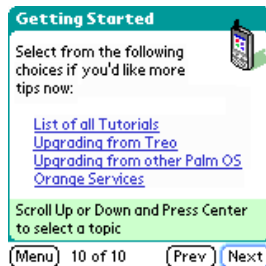 Getting Started
Select from the following
choices if you'd like more
tips now:
List of all Tutorials
Upgrading from Treo
Upgrading from other Palm OS
Orange Services
Scroll Up or Down and Press Center
to select a topic
Menu 10 of 10 Prev Next